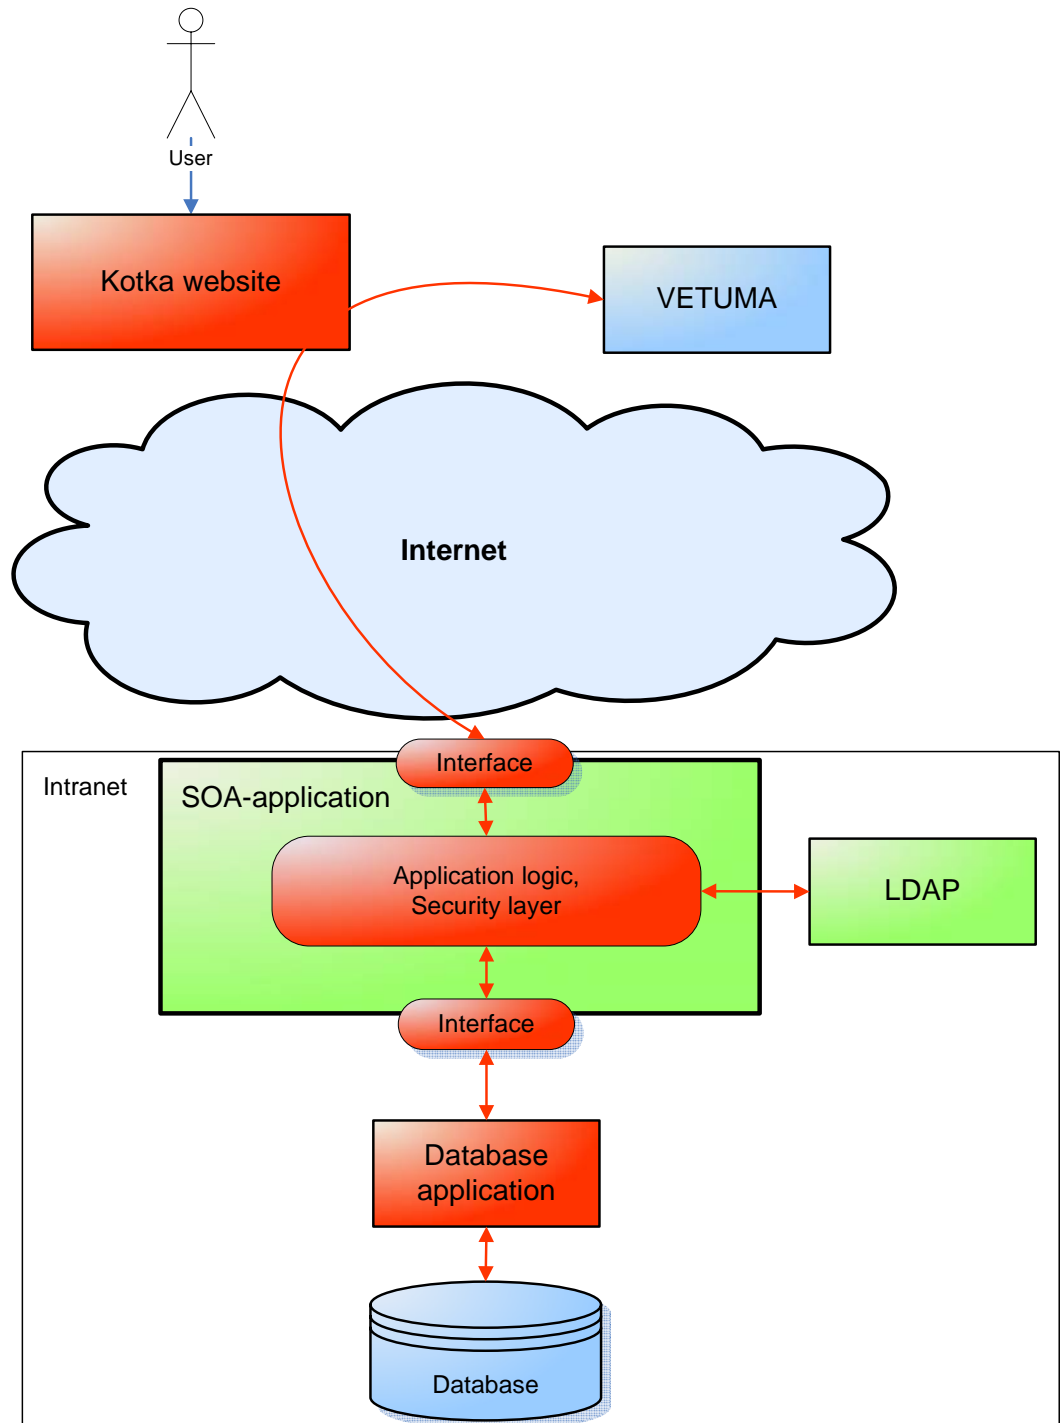 User
Kotka website
VETUMA
Internet
Intranet
Interface
SOA-application
Application logic,
Security layer
LDAP
Interface
Database
application
Database